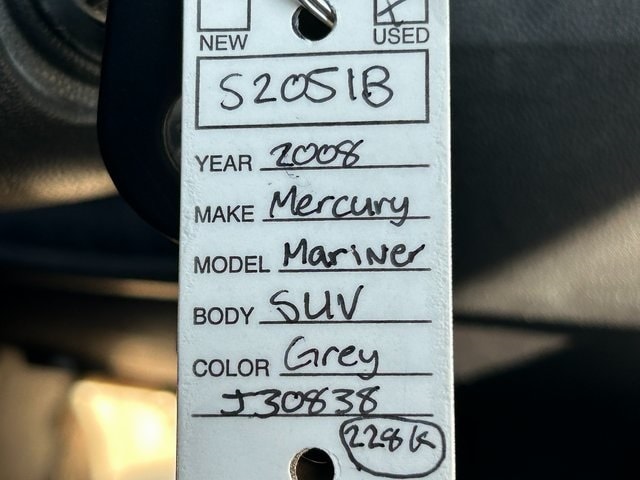 NEW USED
S2051B
YEAR 2008
MAKE Mercury
MODEL Mariner
BODY SUV
COLOR Grey
J30838
228K